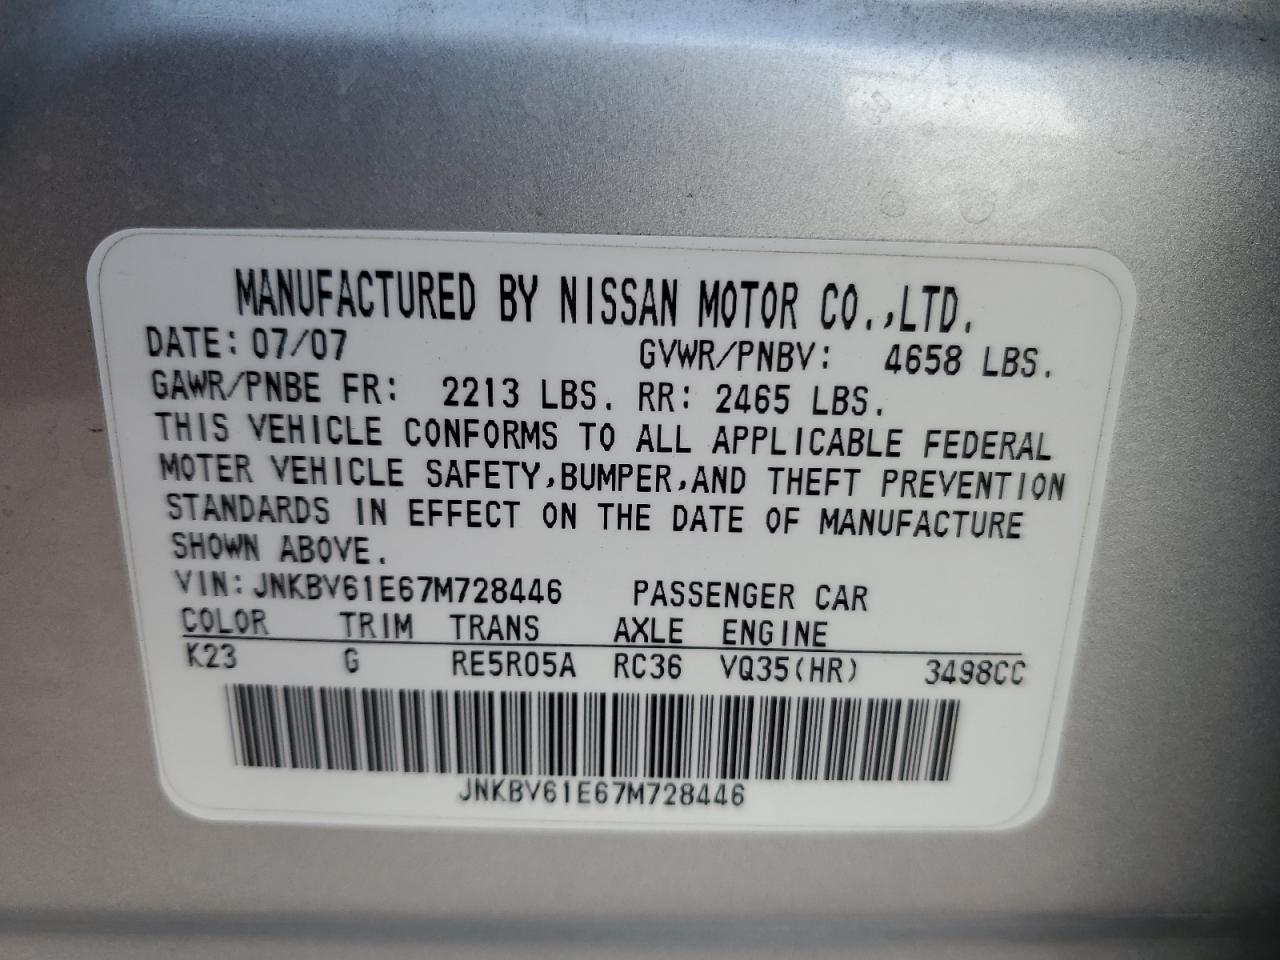 MANUFACTURED BY NISSAN MOTOR CO.,LTD.
DATE: 07/07 GVWR/PNBV: 4658 LBS.
GAWR/PNBE FR: 2213 LBS. RR: 2465 LBS.
THIS VEHICLE CONFORMS TO ALL APPLICABLE FEDERAL
MOTER VEHICLE SAFETY,BUMPER,AND THEFT PREVENTION
STANDARDS IN EFFECT ON THE DATE OF MANUFACTURE
SHOWN ABOVE.
VIN: JNKBV61E67M728446 PASSENGER CAR
COLOR TRIM TRANS AXLE ENGINE
K23 G RE5R05A RC36 VQ35(HR) 3498CC
JNKBV61E67M728446